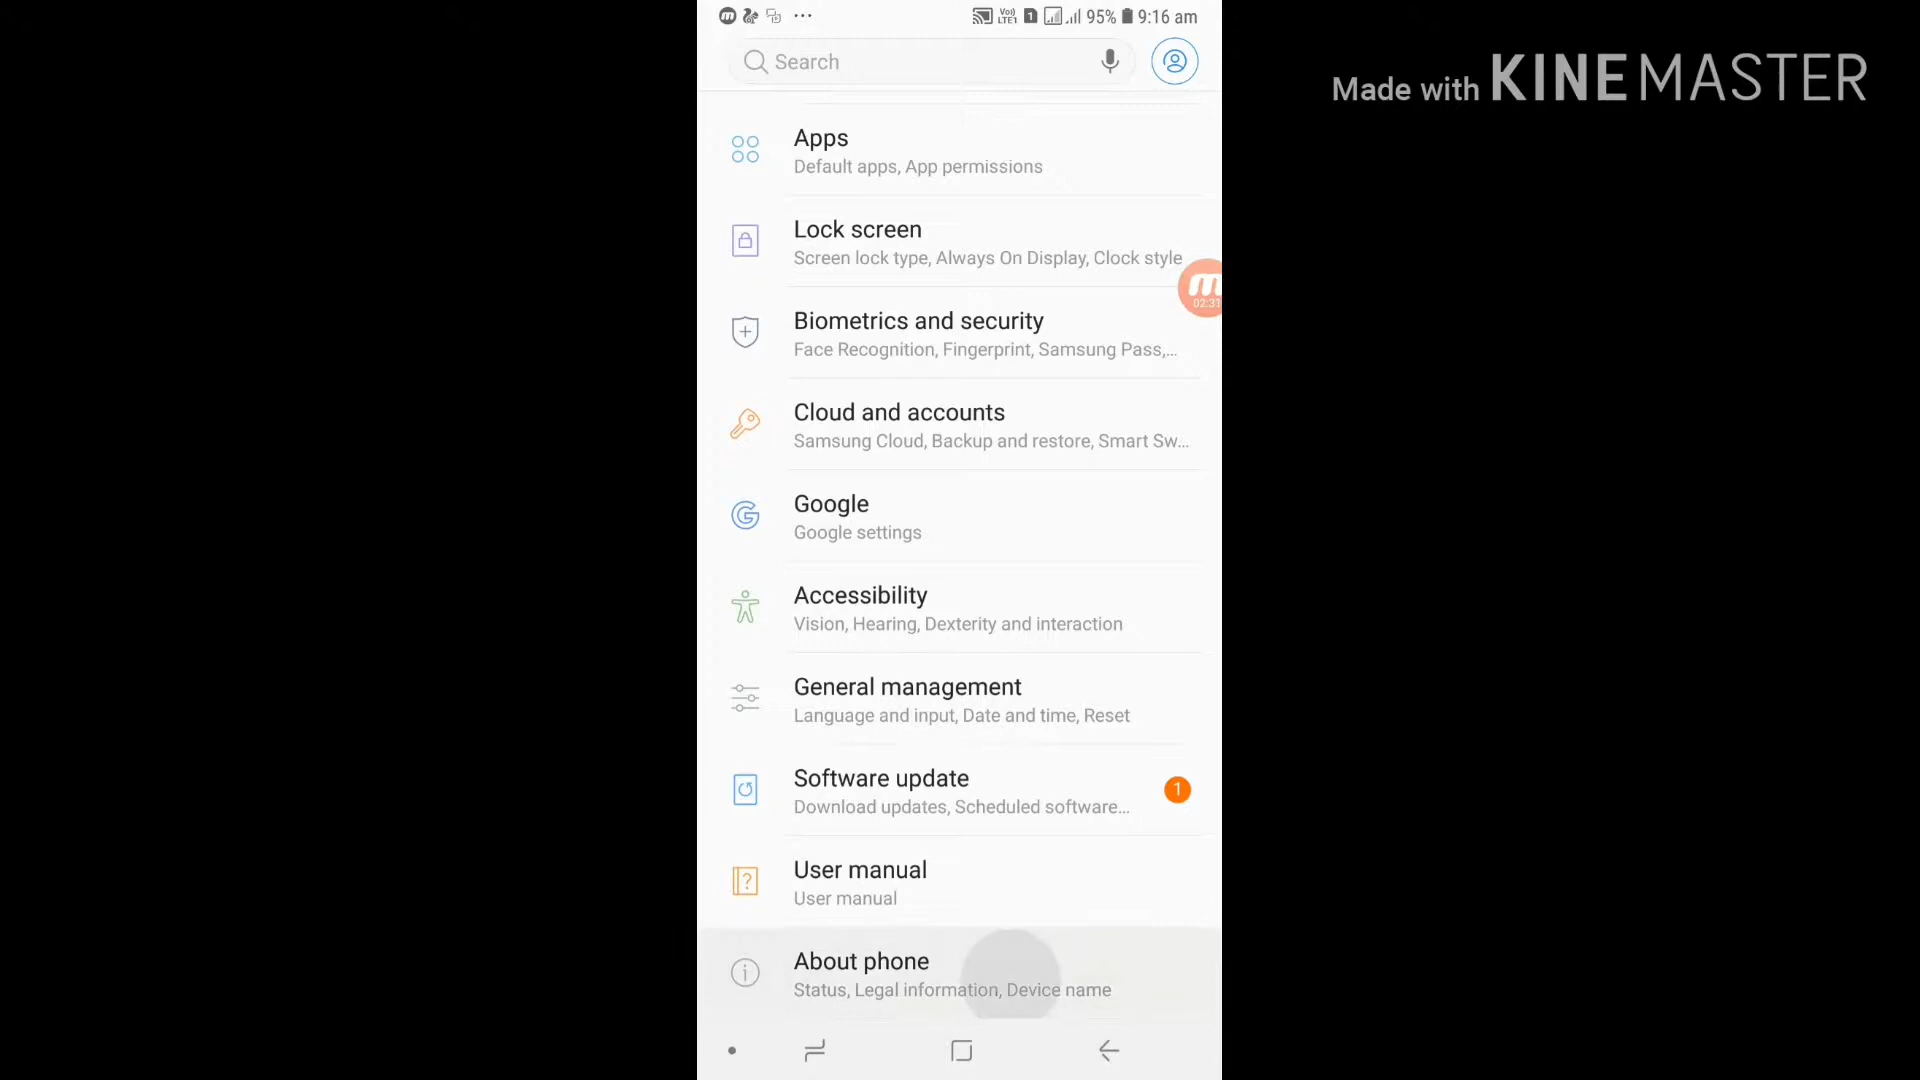 95% 9:16 am
Search
Made with KINEMASTER
Apps
Default apps, App permissions
Lock screen
Screen lock type, Always On Display, Clock style
02:31
Biometrics and security
Face Recognition, Fingerprint, Samsung Pass,...
Cloud and accounts
Samsung Cloud, Backup and restore, Smart Sw...
Google
Google settings
Accessibility
Vision, Hearing, Dexterity and interaction
General management
Language and input, Date and time, Reset
Software update
1
Download updates, Scheduled software...
User manual
User manual
About phone
Status, Legal information, Device name